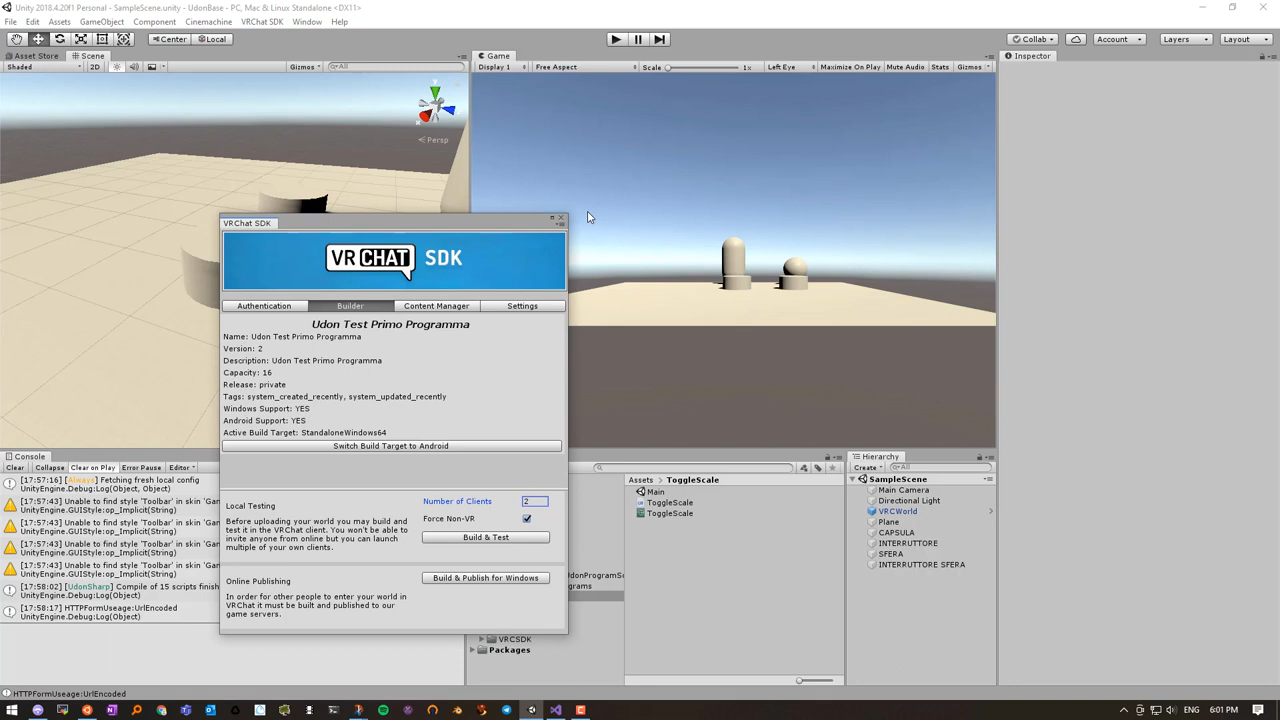 Unity 2018.4.20f1 Personal - SampleScene.unity - UdonBase - PC, Mac & Linux Standalone <DX11>
File Edit Assets GameObject Component Cinemachine VRChat SDK Window Help
Center Local Collab Account Layers Layout
Asset Store Scene Game Inspector
Shaded 2D Gizmos All Display 1 Free Aspect Scale 1x Left Eye Maximize On Play Mute Audio Stats Gizmos
Persp
VRChat SDK
VR CHAT SDK
Authentication Builder Content Manager Settings
Udon Test Primo Programma
Name: Udon Test Primo Programma
Version: 2
Description: Udon Test Primo Programma
Capacity: 16
Release: private
Tags: system_created_recently, system_updated_recently
Windows Support: YES
Android Support: YES
Active Build Target: StandaloneWindows64
Switch Build Target to Android
Local Testing
Before uploading your world you may build and
test it in the VRChat client. You won't be able to
invite anyone from online but you can launch
multiple of your own clients.
Number of Clients 2
Force Non-VR
Build & Test
Online Publishing
In order for other people to enter your world in
VRChat it must be built and published to our
game servers.
Build & Publish for Windows
Console
Clear Collapse Clear on Play Error Pause Editor
[17:57:16] [Always] Fetching fresh local config
UnityEngine.Debug:Log(Object, Object)
[17:57:43] Unable to find style 'Toolbar' in skin 'Gam
UnityEngine.GUIStyle:op_Implicit(String)
[17:57:43] Unable to find style 'Toolbar' in skin 'Gam
UnityEngine.GUIStyle:op_Implicit(String)
[17:57:43] Unable to find style 'Toolbar' in skin 'Gam
UnityEngine.GUIStyle:op_Implicit(String)
[17:57:43] Unable to find style 'Toolbar' in skin 'Gam
UnityEngine.GUIStyle:op_Implicit(String)
[17:58:02] [UdonSharp] Compile of 15 scripts finish
UnityEngine.Debug:Log(Object)
[17:58:17] HTTPFormUseage:UrlEncoded
UnityEngine.Debug:Log(Object)
Assets ToggleScale
Main
ToggleScale
ToggleScale
VRCSDK
Packages
Hierarchy
Create All
SampleScene
Main Camera
Directional Light
VRCWorld
Plane
CAPSULA
INTERRUTTORE
SFERA
INTERRUTTORE SFERA
HTTPFormUseage:UrlEncoded
6:01 PM